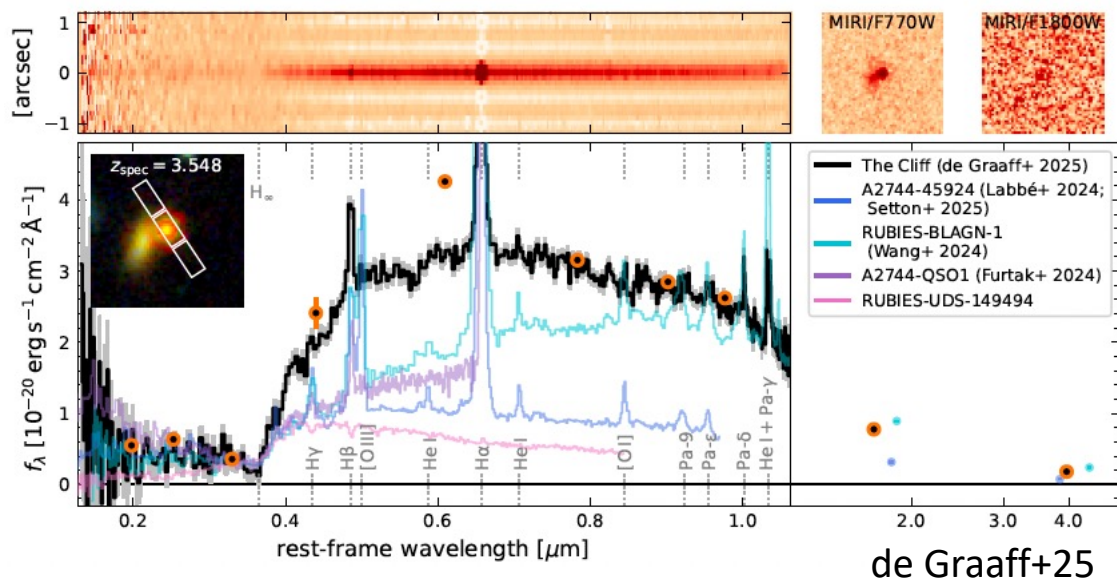 MIRI/F770W
MIRI/F1800W
[arcsec]
1
0
−1
z_spec = 3.548
H∞
The Cliff (de Graaff+ 2025)
A2744-45924 (Labbé+ 2024;
Setton+ 2025)
RUBIES-BLAGN-1
(Wang+ 2024)
A2744-QSO1 (Furtak+ 2024)
RUBIES-UDS-149494
f_λ [10⁻²⁰ erg s⁻¹ cm⁻² Å⁻¹]
4
3
2
1
0
Hγ
Hβ
[OIII]
He I
Hα
He I
[OI]
Pa-9
Pa-ε
Pa-δ
He I + Pa-γ
0.2 0.4 0.6 0.8 1.0 2.0 3.0 4.0
rest-frame wavelength [μm]
de Graaff+25